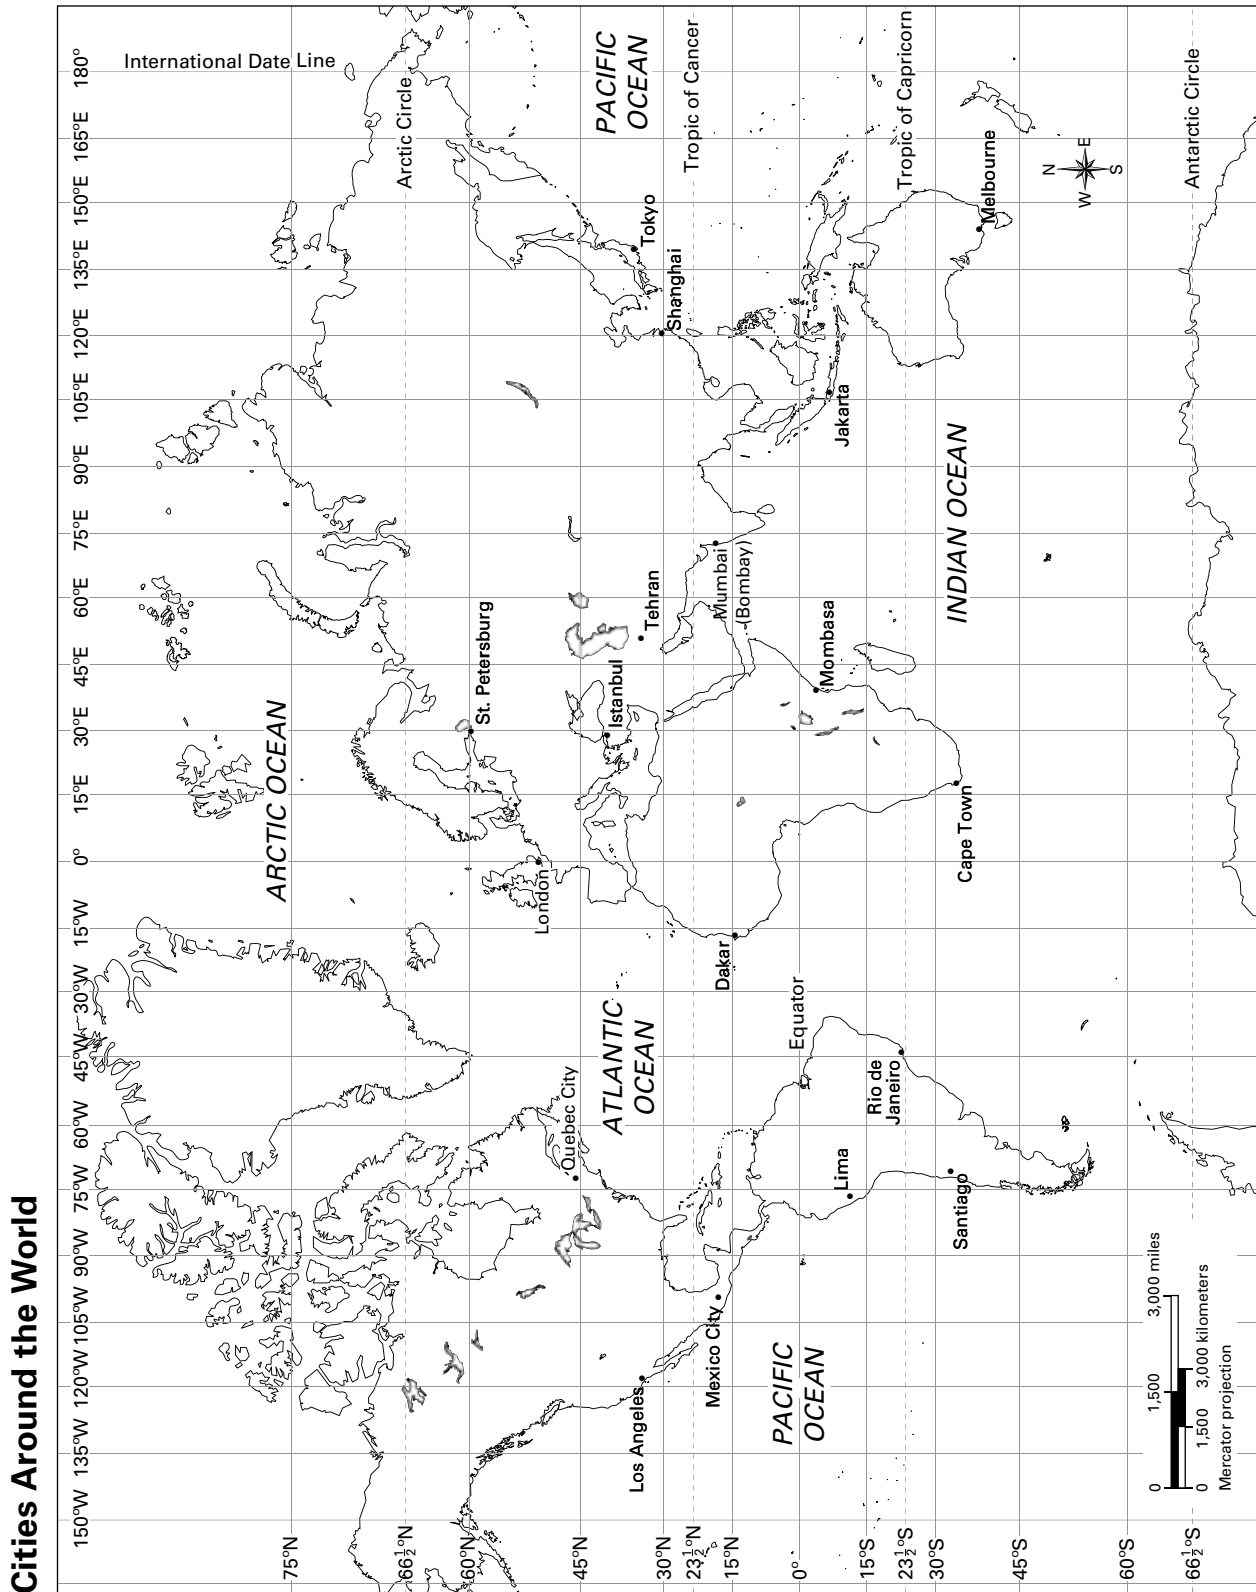 Cities Around the World
150°W
135°W
120°W
105°W
90°W
75°W
60°W
45°W
30°W
15°W
0°
15°E
30°E
45°E
60°E
75°E
90°E
105°E
120°E
135°E
150°E
165°E
180°
International Date Line
75°N
66½°N
60°N
45°N
30°N
23½°N
15°N
0°
15°S
23½°S
30°S
45°S
60°S
66½°S
ARCTIC OCEAN
Arctic Circle
St. Petersburg
London
Quebec City
Istanbul
Tehran
ATLANTIC
OCEAN
PACIFIC
OCEAN
Tokyo
Shanghai
Los Angeles
Tropic of Cancer
Mexico City
Dakar
Mumbai
(Bombay)
Equator
PACIFIC
OCEAN
Mombasa
Jakarta
Lima
Rio de
Janeiro
Tropic of Capricorn
Santiago
Cape Town
INDIAN OCEAN
Melbourne
N
W
E
S
Antarctic Circle
0
1,500
3,000 miles
0
1,500
3,000 kilometers
Mercator projection